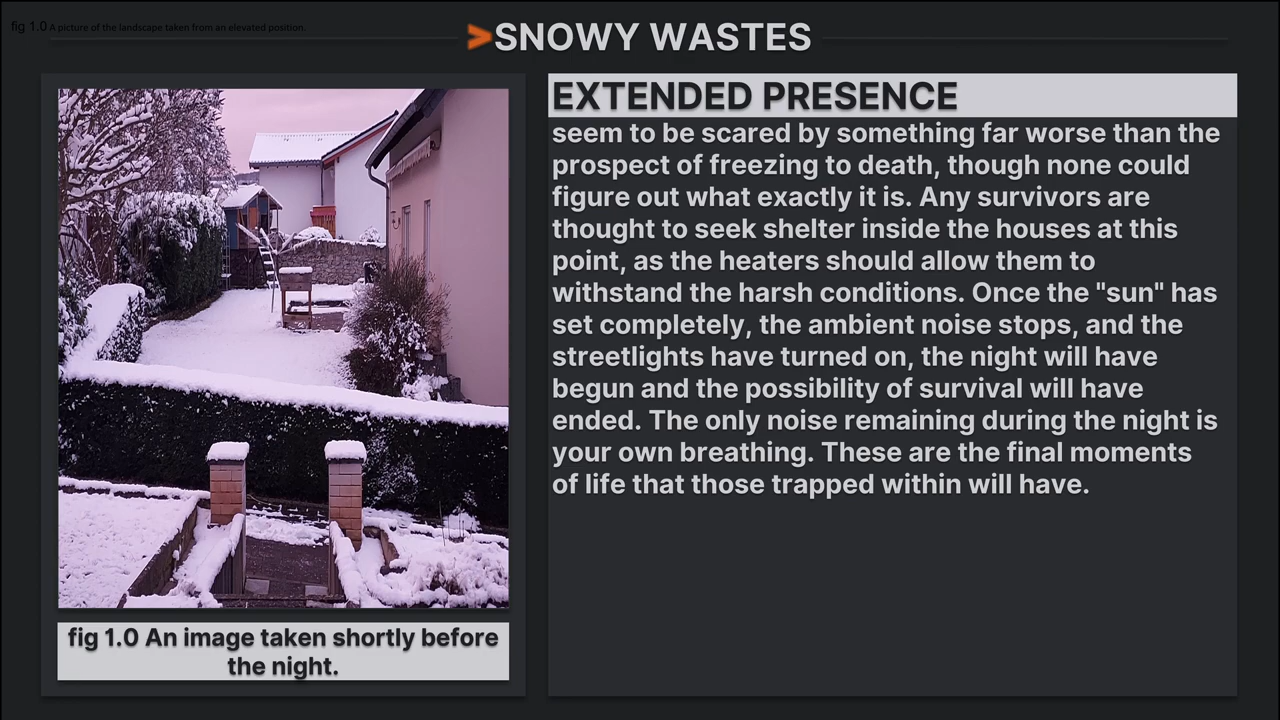 fig 1.0 A picture of the landscape taken from an elevated position.
>SNOWY WASTES
EXTENDED PRESENCE
seem to be scared by something far worse than the
prospect of freezing to death, though none could
figure out what exactly it is. Any survivors are
thought to seek shelter inside the houses at this
point, as the heaters should allow them to
withstand the harsh conditions. Once the "sun" has
set completely, the ambient noise stops, and the
streetlights have turned on, the night will have
begun and the possibility of survival will have
ended. The only noise remaining during the night is
your own breathing. These are the final moments
of life that those trapped within will have.
fig 1.0 An image taken shortly before
the night.